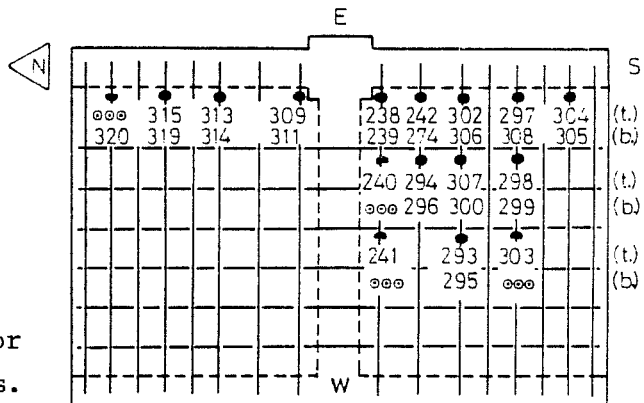 E
N S
315 313 309 238 242 302 297 304 (t.)
320 319 314 311 239 274 306 308 305 (b.)
240 294 307 298 (t.)
296 300 299 (b.)
241 293 303 (t.)
295 (b.)
or
W
s.